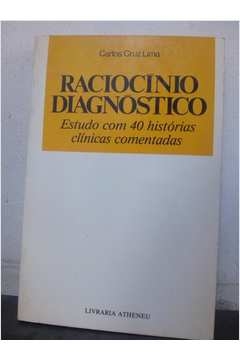 Carlos Cruz Lima
RACIOCÍNIO
DIAGNÓSTICO
Estudo com 40 histórias
clínicas comentadas
LIVRARIA ATHENEU